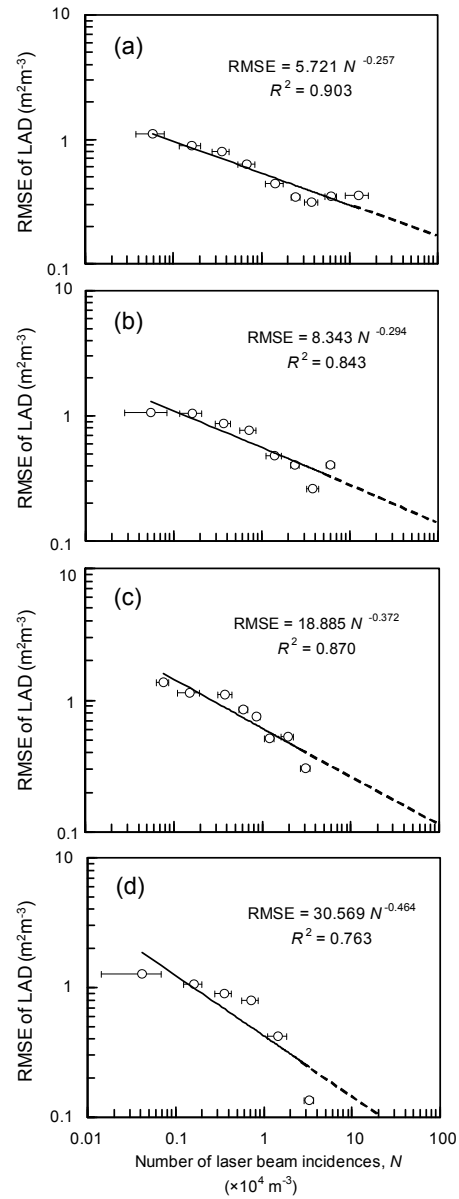 10
(a)
RMSE = 5.721 N -0.257
R2 = 0.903
1
RMSE of LAD (m2m-3)
0.1
10
(b)
RMSE = 8.343 N -0.294
R2 = 0.843
1
RMSE of LAD (m2m-3)
0.1
10
(c)
RMSE = 18.885 N -0.372
R2 = 0.870
1
RMSE of LAD (m2m-3)
0.1
10
(d)
RMSE = 30.569 N -0.464
R2 = 0.763
1
RMSE of LAD (m2m-3)
0.1
0.01 0.1 1 10 100
Number of laser beam incidences, N
(×104 m-3)